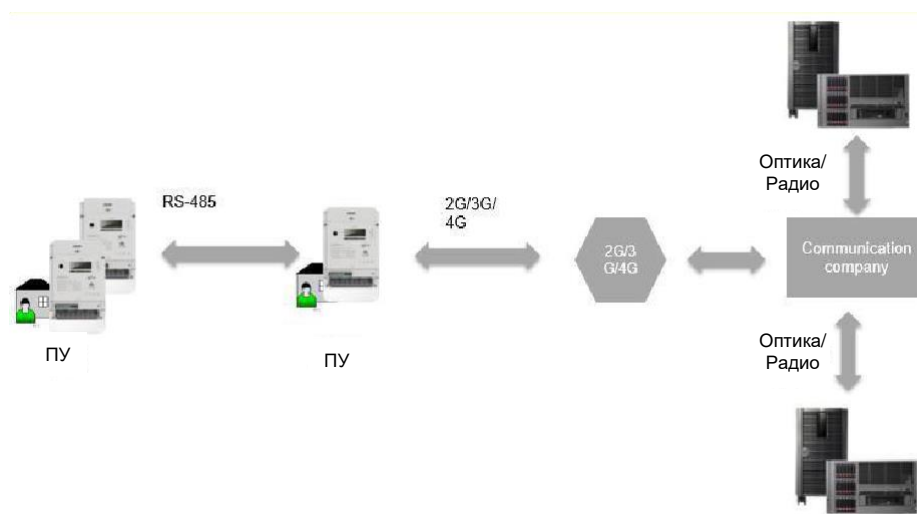 Оптика/
Радио
RS-485
2G/3G/
4G
2G/3
G/4G
Communication
company
Оптика/
Радио
ПУ
ПУ